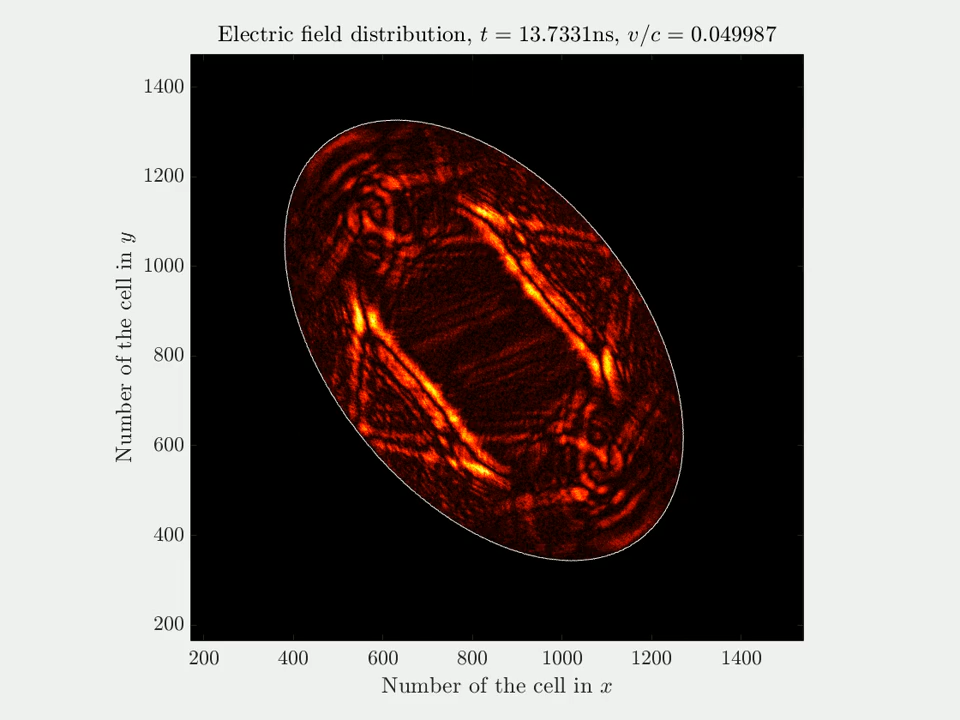 Electric field distribution, t = 13.7331ns, v/c = 0.049987
1400
1200
1000
800
600
400
200
Number of the cell in y
200 400 600 800 1000 1200 1400
Number of the cell in x